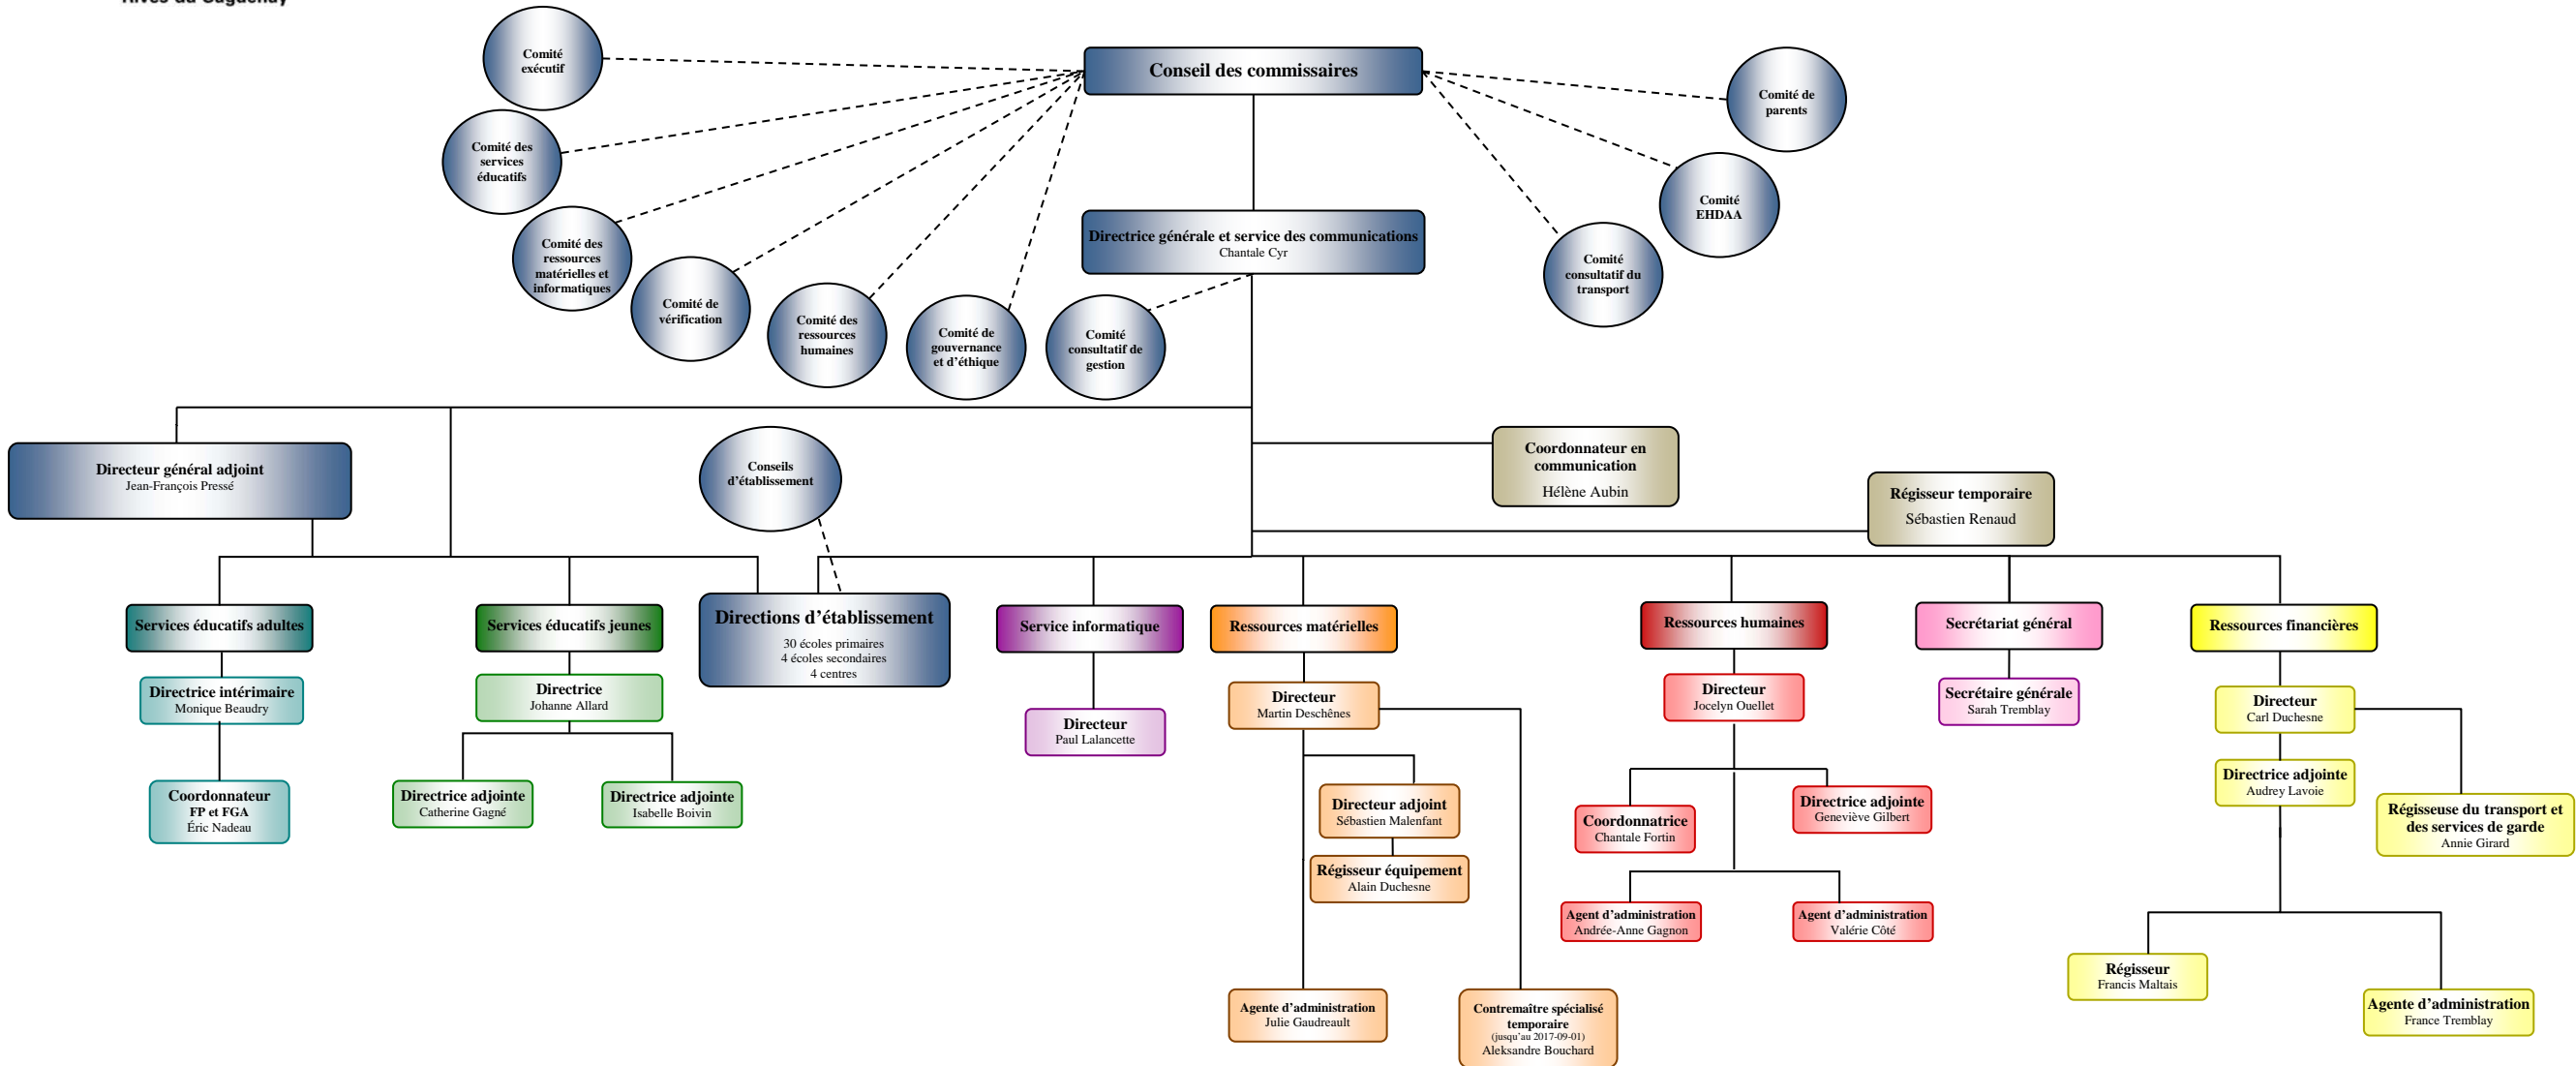 Conseil des commissaires
Comité
exécutif
Comité des
services
éducatifs
Comité des
ressources
matérielles et
informatiques
Comité de
vérification
Comité des
ressources
humaines
Comité de
gouvernance
et d'éthique
Comité
consultatif de
gestion
Comité de
parents
Comité
EHDAA
Comité
consultatif du
transport
Directrice générale et service des communications
Chantale Cyr
Directeur général adjoint
Jean-François Pressé
Conseils
d'établissement
Coordonnateur en
communication
Hélène Aubin
Régisseur temporaire
Sébastien Renaud
Services éducatifs adultes
Directrice intérimaire
Monique Beaudry
Coordonnateur
FP et FGA
Éric Nadeau
Services éducatifs jeunes
Directrice
Johanne Allard
Directrice adjointe
Catherine Gagné
Directrice adjointe
Isabelle Boivin
Directions d'établissement
30 écoles primaires
4 écoles secondaires
4 centres
Service informatique
Directeur
Paul Lalancette
Ressources matérielles
Directeur
Martin Deschênes
Directeur adjoint
Sébastien Malenfant
Régisseur équipement
Alain Duchesne
Agente d'administration
Julie Gaudreault
Contremaître spécialisé
temporaire
(jusqu'au 2017-09-01)
Aleksandre Bouchard
Ressources humaines
Directeur
Jocelyn Ouellet
Coordonnatrice
Chantale Fortin
Directrice adjointe
Geneviève Gilbert
Agent d'administration
Andrée-Anne Gagnon
Agent d'administration
Valérie Côté
Secrétariat général
Secrétaire générale
Sarah Tremblay
Ressources financières
Directeur
Carl Duchesne
Directrice adjointe
Audrey Lavoie
Régisseuse du transport et
des services de garde
Annie Girard
Régisseur
Francis Maltais
Agente d'administration
France Tremblay